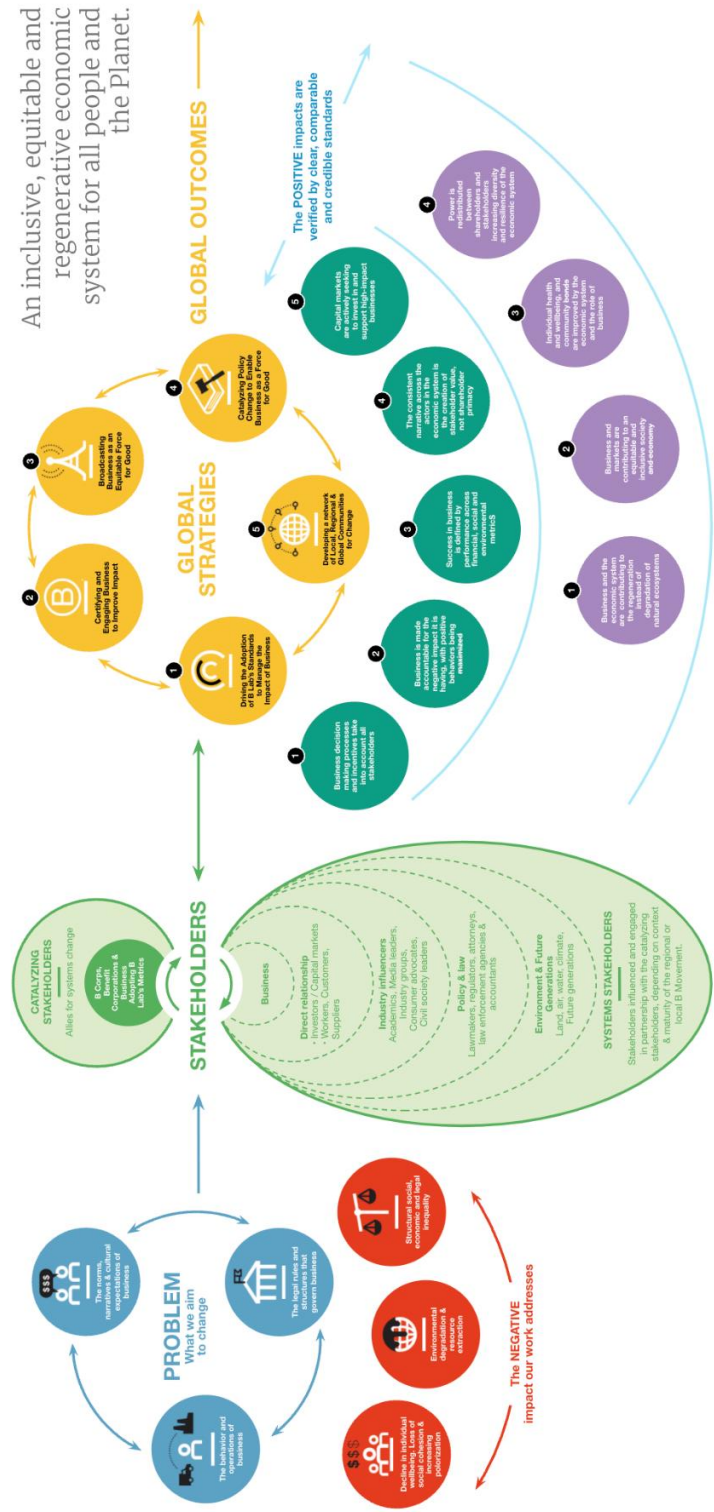 An inclusive, equitable and
regenerative economic
system for all people and
the Planet.
$$$
The norms,
narratives & cultural
expectations of
business
The behavior and
operations of
business
The legal rules and
structures that
govern business
PROBLEM
What we aim
to change
$$$
Decline in individual
wellbeing. Loss of
social cohesion &
increasing
polorization
Environmental
degradation &
resource
extraction
Structural social,
economic and legal
inequality
The NEGATIVE
impact our work addresses
CATALYZING
STAKEHOLDERS
Allies for systems change
B Corps,
Benefit
Corporations &
Business
Adopting B
Lab's Metrics
STAKEHOLDERS
Business
Direct relationship
• Investors / Capital markets
• Workers, Customers,
Suppliers
Industry influencers
Academics, Media leaders,
Industry groups,
Consumer advocates,
Civil society leaders
Policy & law
Lawmakers, regulators, attorneys,
law enforcement agencies &
accountants
Environment & Future
Generations
Land, air, water, climate,
Future generations
SYSTEMS STAKEHOLDERS
Stakeholders influenced and engaged
in partnership with the catalyzing
stakeholders, depending on context
& maturity of the regional or
local B Movement.
GLOBAL
STRATEGIES
1
Driving the Adoption
of B Lab's Standards
to Manage the
Impact of Business
2
B
Certifying and
Engaging Business
to Improve Impact
3
Broadcasting
Business as an
Equitable Force
for Good
4
Catalyzing Policy
Change to Enable
Business as a Force
for Good
5
Developing a network
of Local, Regional &
Global Communities
for Change
GLOBAL OUTCOMES
1
Business decision
making processes
and incentives take
into account all
stakeholders
2
Business is made
accountable for the
negative impact it is
having, with positive
behaviors being
maximized
3
Success in business
is defined by
performance across
financial, social and
environmental
metricS
4
The consistent
narrative across the
actors in the
economic system is
the creation of
stakeholder value,
not shareholder
primacy
5
Capital markets
are actively seeking
to invest in and
support high-impact
businesses
The POSITIVE impacts are
verified by clear, comparable
and credible standards
1
Business and the
economic system
are contributing to
the regeneration
instead of
degradation of
natural ecosystems
2
Business and
markets are
contributing to an
equitable and
inclusive society
and economy
3
Individual health
and wellbeing, and
community bonds
are improved by the
economic system
and the role of
business
4
Power is
redistributed
between
shareholders and
stakeholders
increasing diversity
and resilience of the
economic system